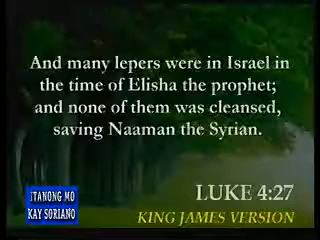 And many lepers were in Israel in
the time of Elisha the prophet;
and none of them was cleansed,
saving Naaman the Syrian.
LUKE 4:27
KING JAMES VERSION
ITANONG MO
KAY SORIANO